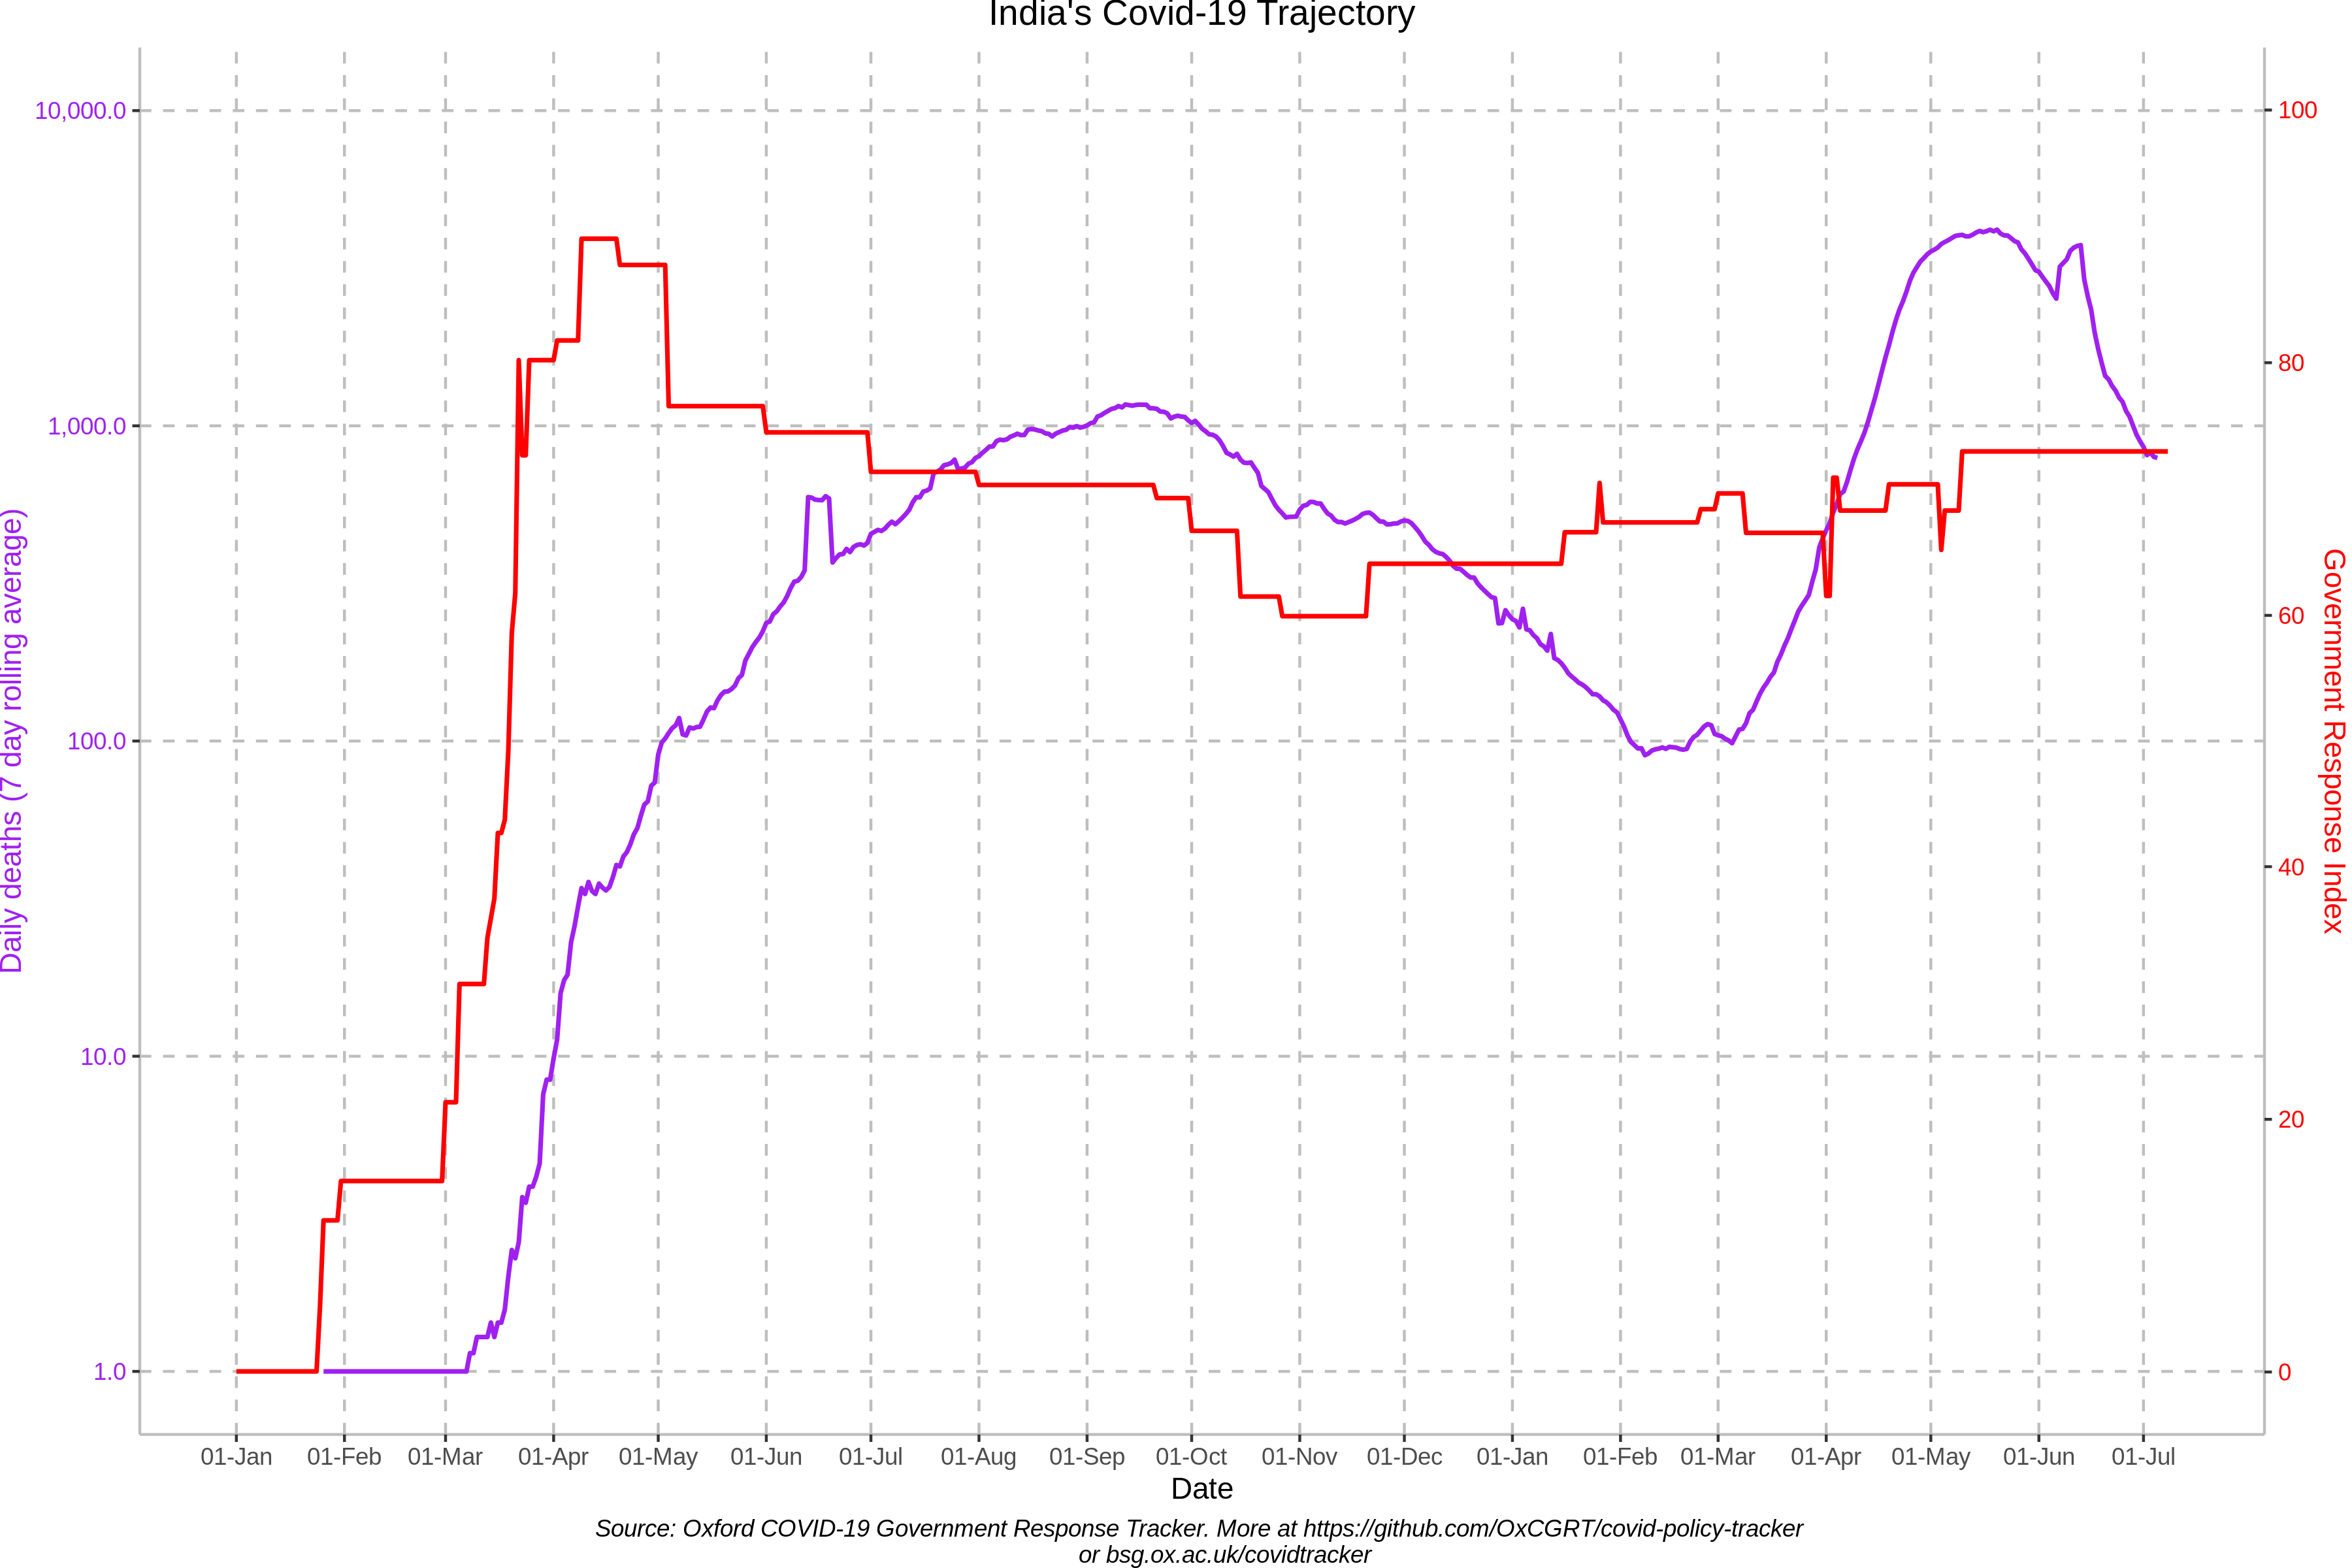 India's Covid-19 Trajectory
10,000.0
1,000.0
100.0
10.0
1.0
Daily deaths (7 day rolling average)
100
80
60
40
20
0
Government Response Index
01-Jan 01-Feb 01-Mar 01-Apr 01-May 01-Jun 01-Jul 01-Aug 01-Sep 01-Oct 01-Nov 01-Dec 01-Jan 01-Feb 01-Mar 01-Apr 01-May 01-Jun 01-Jul
Date
Source: Oxford COVID-19 Government Response Tracker. More at https://github.com/OxCGRT/covid-policy-tracker
or bsg.ox.ac.uk/covidtracker